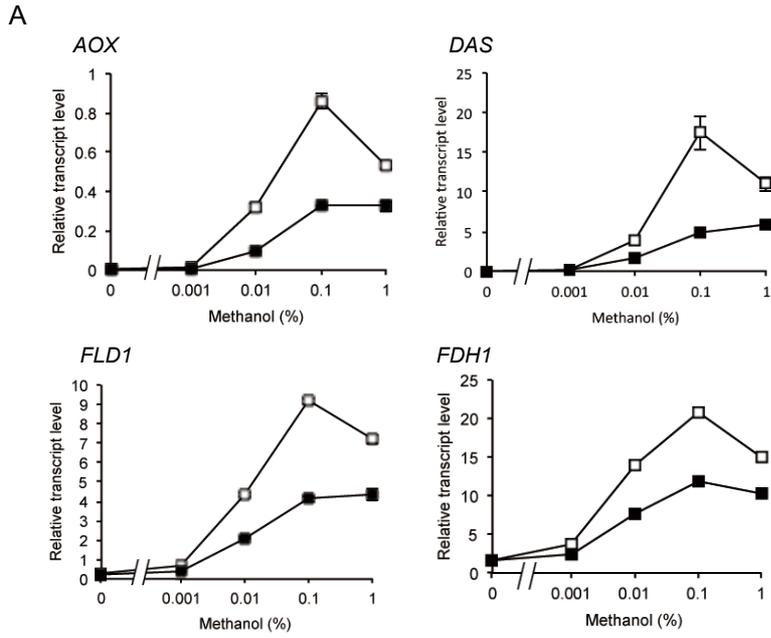 A
AOX
Relative transcript level
1
0.8
0.6
0.4
0.2
0
0 0.001 0.01 0.1 1
Methanol (%)
DAS
Relative transcript level
25
20
15
10
5
0
0 0.001 0.01 0.1 1
Methanol (%)
FLD1
Relative transcript level
10
9
8
7
6
5
4
3
2
1
0
0 0.001 0.01 0.1 1
Methanol (%)
FDH1
Relative transcript level
25
20
15
10
5
0
0 0.001 0.01 0.1 1
Methanol (%)